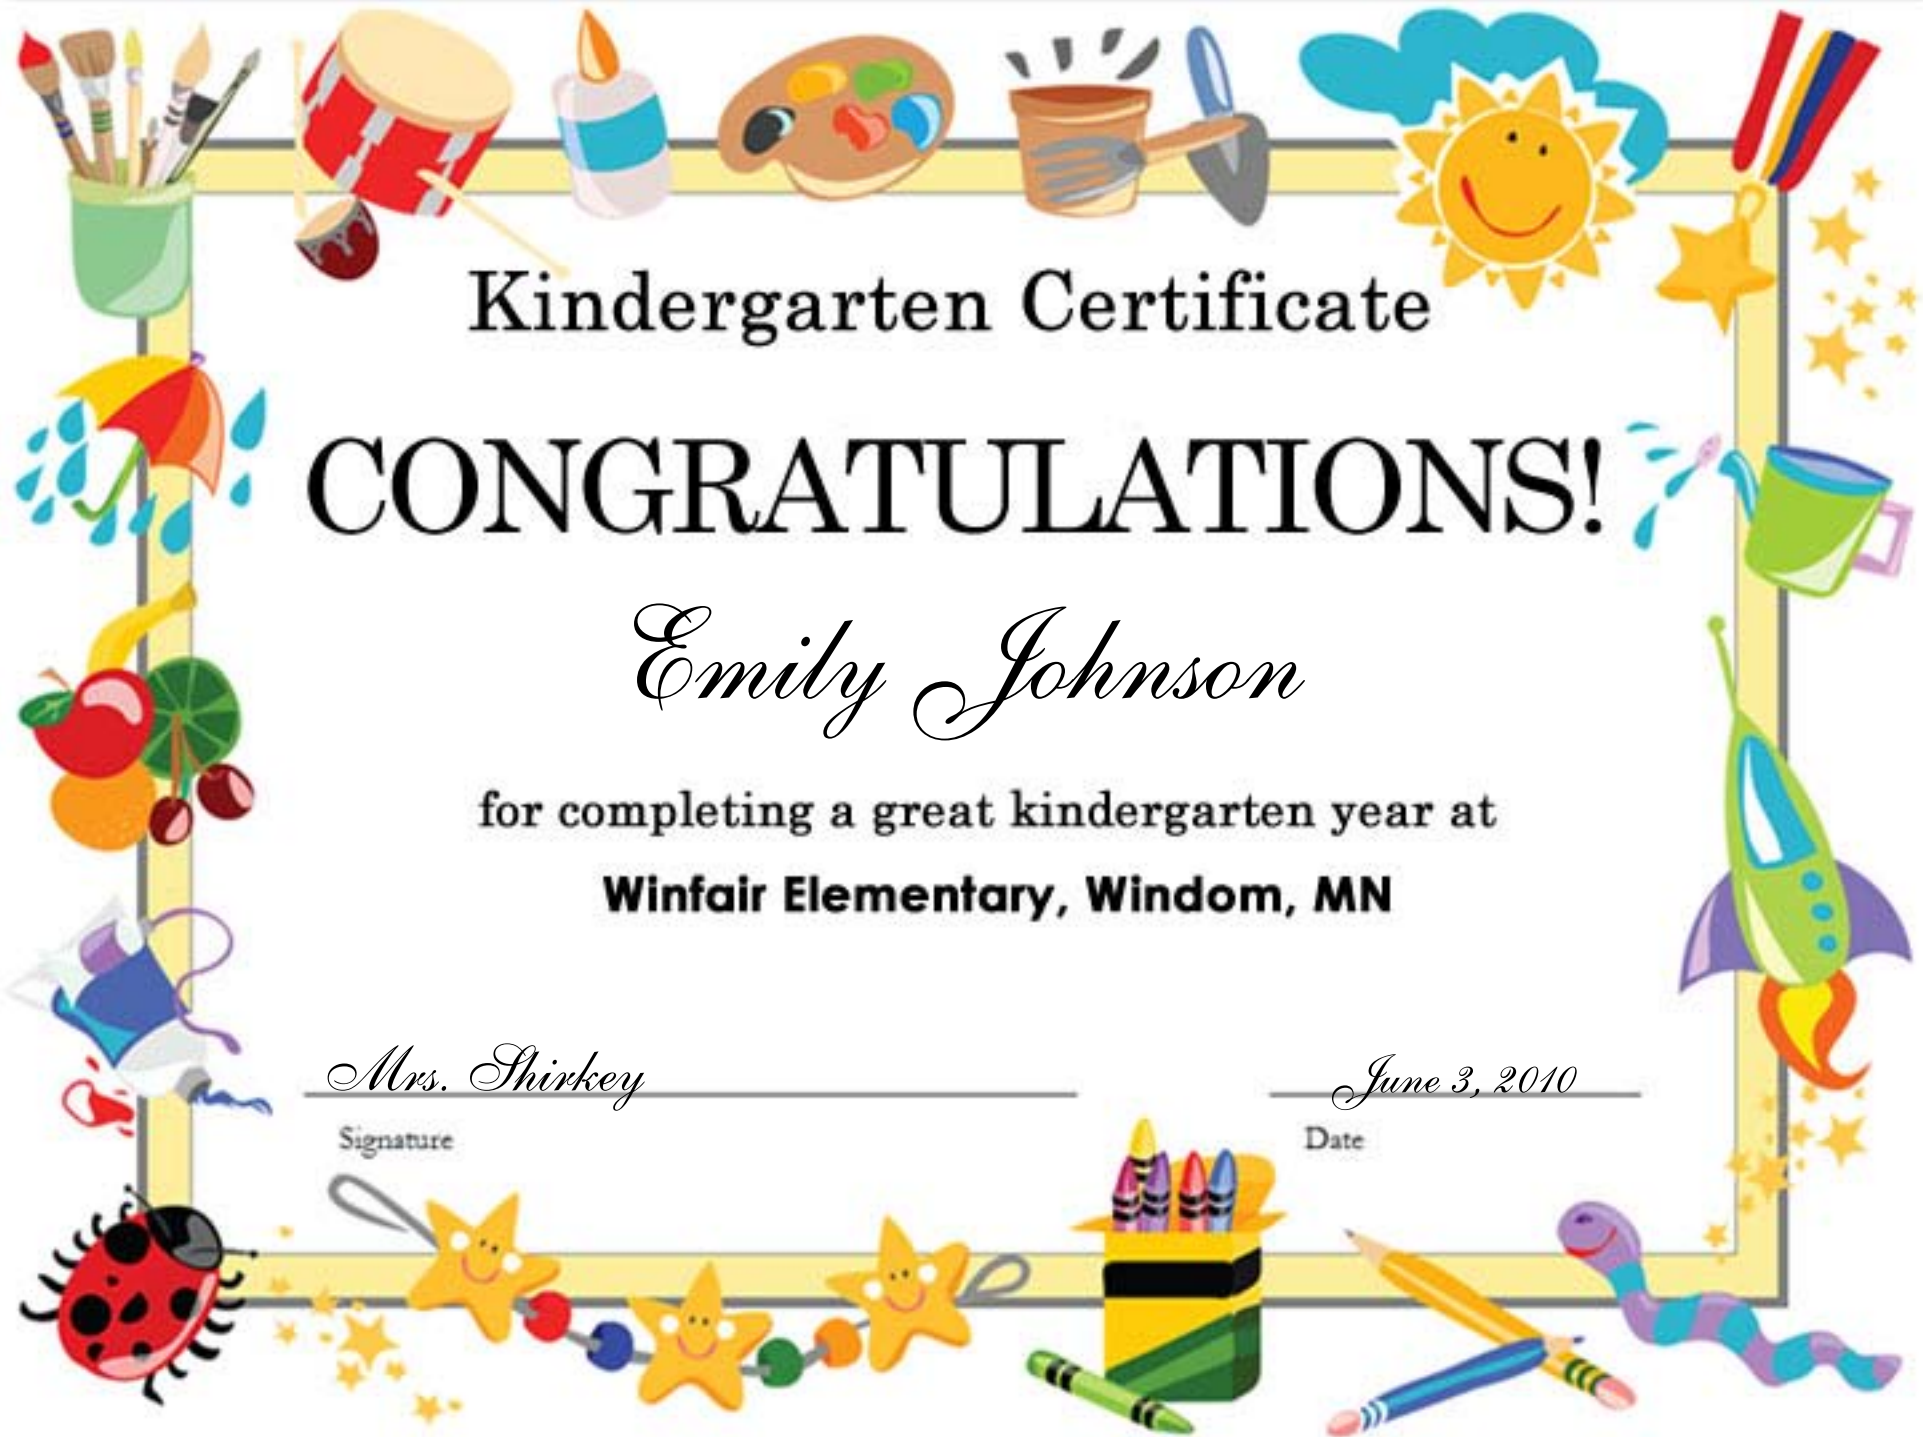 Kindergarten Certificate
CONGRATULATIONS!
Emily Johnson
for completing a great kindergarten year at
Winfair Elementary, Windom, MN
Mrs. Shirkey June 3, 2010
Signature Date